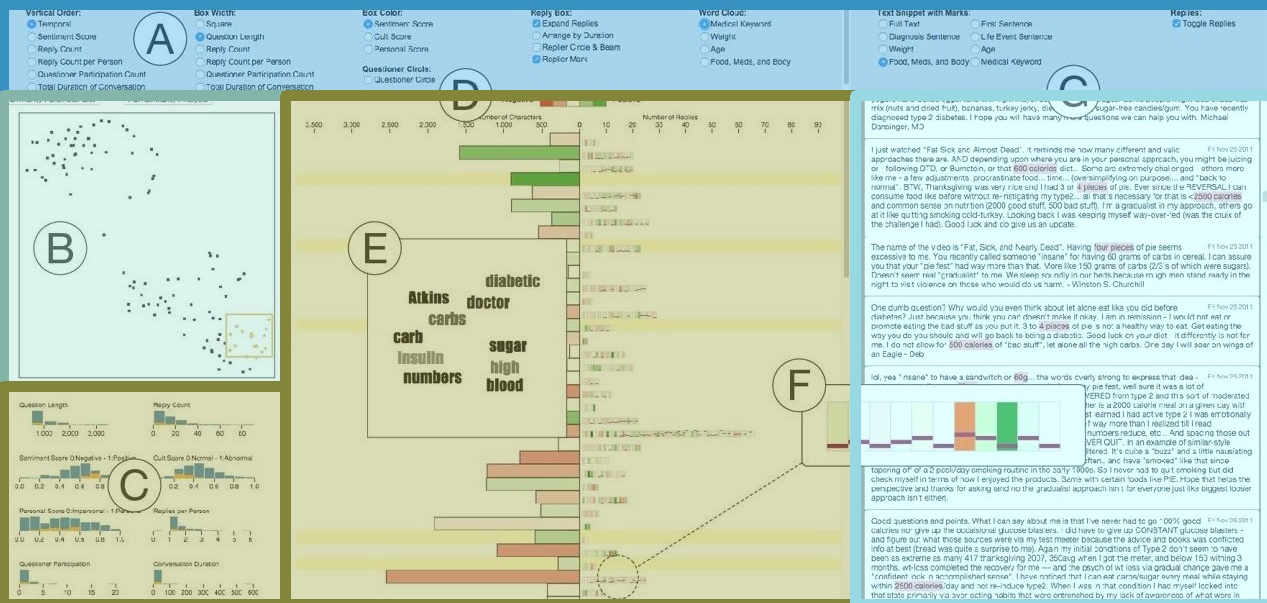 Vertical Order:
Temporal
Sentiment Score
Reply Count
Reply Count per Person
Questioner Participation Count
Total Duration of Conversation
A
Box Width:
Square
Question Length
Reply Count
Reply Count per Person
Questioner Participation Count
Total Duration of Conversation
Box Color:
Sentiment Score
Cult Score
Personal Score
Questioner Circle:
Questioner Circle
D
Reply Box:
Expand Replies
Arrange by Duration
Replier Circle & Beam
Replier Mark
Word Cloud:
Medical Keyword
Weight
Age
Food, Meds, and Body
Text Snippet with Marks:
Full Text
First Sentence
Diagnosis Sentence
Life Event Sentence
Weight
Age
Food, Meds, and Body
Medical Keyword
Replies:
Toggle Replies
G
B
C
Question Length
1,000 2,000 3,000
Reply Count
0 20 40 60 80
Sentiment Score 0:Negative - 1:Positive
0.0 0.2 0.4 0.6 0.8 1.0
Cult Score 0:Normal - 1:Abnormal
0.2 0.4 0.6 0.8 1.0
Personal Score 0:Impersonal - 1:Personal
0.0 0.2 0.4 0.6 0.8 1.0
Replies per Person
0 1 2 3 4 5 6
Questioner Participation
0 5 10 15 20
Conversation Duration
0 1 2 3 4 5
Number of Characters
Number of Replies
3,500 3,000 2,500 2,000 1,500 1,000 500 0 10 20 30 40 50 60 70 80 90
E
diabetic
Atkins
doctor
carbs
carb
sugar
insulin
high
numbers
blood
F
mix (nuts and dried fruit), bananas, turkey jerky,
sugar-free candies/gum. You have recently
diagnosed type 2 diabetes. I hope you will have many
questions we can help you with. Michael
Dansinger, MD
I just watched "Fat Sick and Almost Dead". It reminds me how many different and valid
Fri Nov 25 2011
approaches there are. AND depending upon where you are in your personal approach, you might be juicing
or following DTD, or Bernstein, or that 600 calories diet.. Some are extremely challenged others more
like me - a few adjustments procrastinate food... time... (oversimplifying on purpose)... and "back to
normal". BTW, Thanksgiving was very nice and I had 3 or 4 pieces of pie. Ever since the REVERSAL I can
consume food like before without re-instigating my type2... all that's necessary for that is <2500 calories
and common sense on nutrition (2000 good stuff, 500 bad stuff). I'm a gradualist in my approach, others go
at it like quitting smoking cold-turkey. Looking back I was keeping myself way-over-fed (was the cruix of
the challenge I had). Good luck and do give us an update.
The name of the video is "Fat, Sick, and Nearly Dead". Having four pieces of pie seems
Fri Nov 25 2011
excessive to me. You recently called someone "insane" for having 60 grams of carbs in cereal. I can assure
you that your "pie fest" had way more than that. More like 150 grams of carbs (2/3's of which were sugars).
Doesn't seem real "gradualist" to me. We sleep soundly in our beds because rough men stand ready in the
night to visit violence on those who would do us harm. - Winston S. Churchill
One dumb question? Why would you even think about let alone eat like you did before
Fri Nov 25 2011
diabetes? Just because you think you can doesn't make it okay. I am in remission - I would not eat or
promote eating the bad stuff as you put it. 3 to 4 pieces of pie is not a healthy way to eat. Get eating the
way you do should and will go back to being a diabetic. Good luck on your diet - it differently is not for
me. I do not allow for 500 calories of "bad stuff", let alone all the high carbs. One day I will soar on wings of
an Eagle - Deb
lol, yes "insane" to have a sandwitch or 60g... the words overly strong to express that idea -
Fri Nov 25 2011
past, well sure it was a lot of
VERED from type 2 and this sort of moderated
her is a 2000 calorie meal on a given day with
st learned I had active type 2 I was emotionally
of way more than I realized till I read
numbers reduce, etc... And spacing those out
EVER QUIT. In an example of similar-style
filtered. It's quite a "buzz" and a little nausiating
often.. and have "smoked" like that since
tapering off of a 2 pack/day smoking routine in the early 1900s. So I never had to quit smoking but did
check myself in terms of how I enjoyed the products. Same with certain foods like PIE. Hope that helps the
perspective and thanks for asking (and no the gradualist approach isn't for everyone just like biggest looser
approach isn't either).
Good questions and points. What I can say about me is that I've never had to go 100% good
Fri Nov 25 2011
calories nor give up the occasional glucose blasters. I did have to give up CONSTANT glucose blasters -
and figure out what those sources were via my test meeter because the advice and books was conflicted
info at best (bread was quite a surprise to me). Again my initial conditions of Type 2 don't seem to have
been as extreme as many 417 thanksgiving 2007, 350avg when I got the meter, and below 150 withing 3
months. wt-loss completed the recovery for me --- and the psych of wt loss via gradual change gave me a
"confident lock in accomplished sense". I have noticed that I can eat carbs/sugar every meal while staying
within 2500 calories/day and not re-induce type2. When I was in that condition I had myself locked into
that state primarily via over eating habits that were entrenched by my lack of awareness of what were in